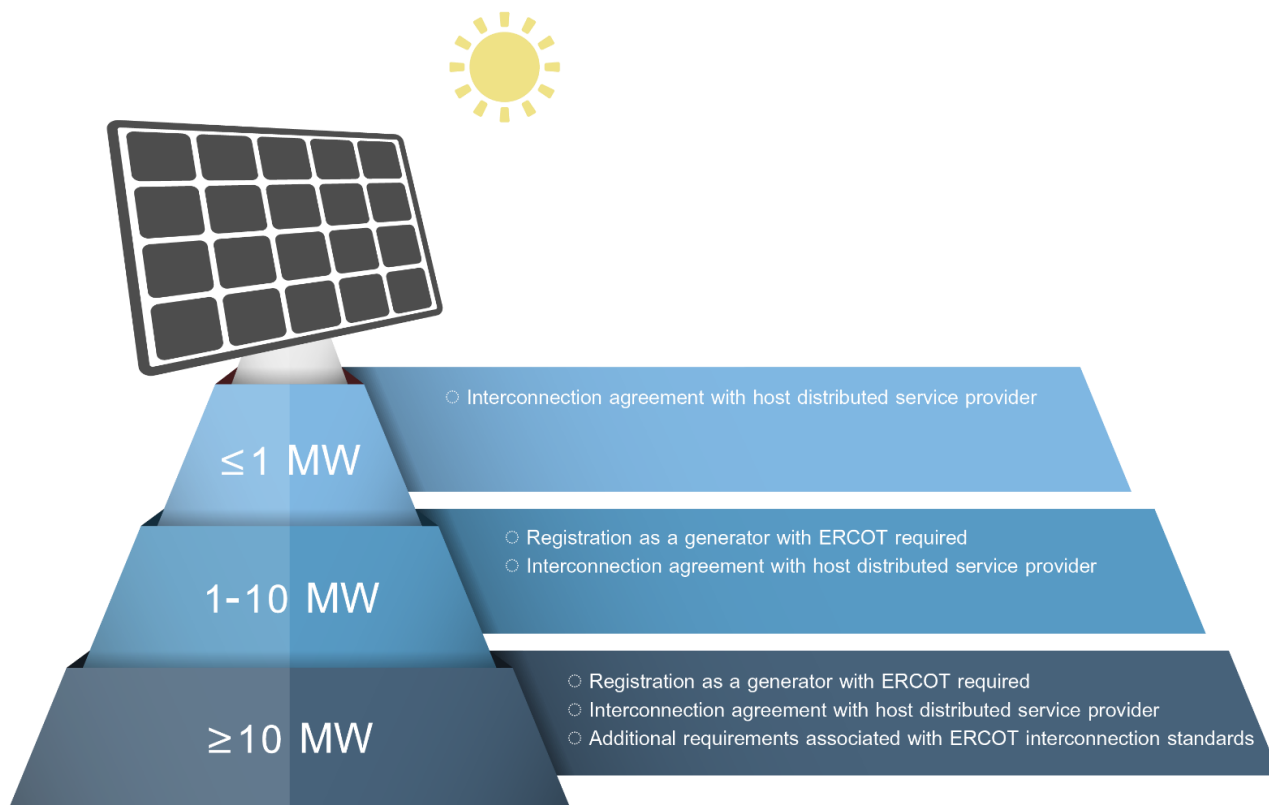 ≤1 MW
Interconnection agreement with host distributed service provider
1-10 MW
Registration as a generator with ERCOT required
Interconnection agreement with host distributed service provider
≥10 MW
Registration as a generator with ERCOT required
Interconnection agreement with host distributed service provider
Additional requirements associated with ERCOT interconnection standards